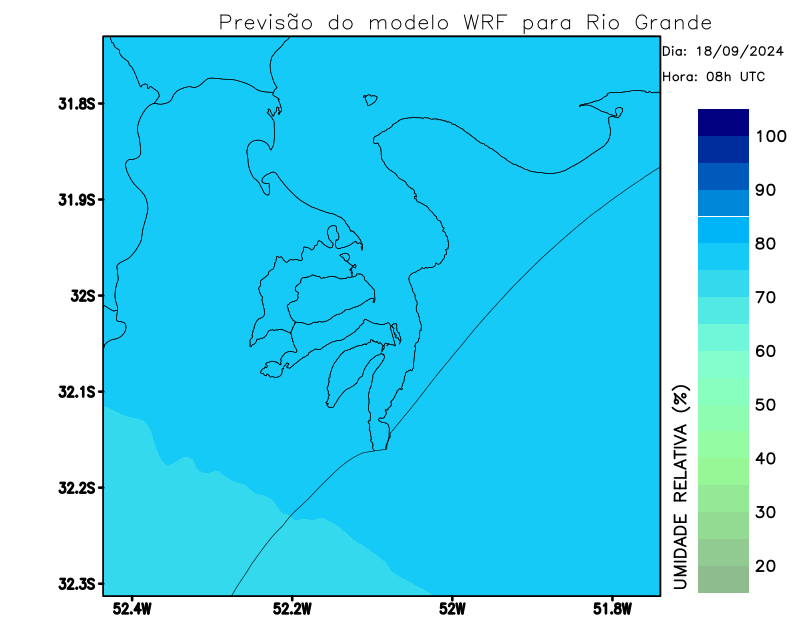 Previsão do modelo WRF para Rio Grande
Dia: 18/09/2024
Hora: 08h UTC
31.8S
31.9S
32S
32.1S
32.2S
32.3S
52.4W
52.2W
52W
51.8W
100
90
80
70
60
50
40
30
20
UMIDADE RELATIVA (%)